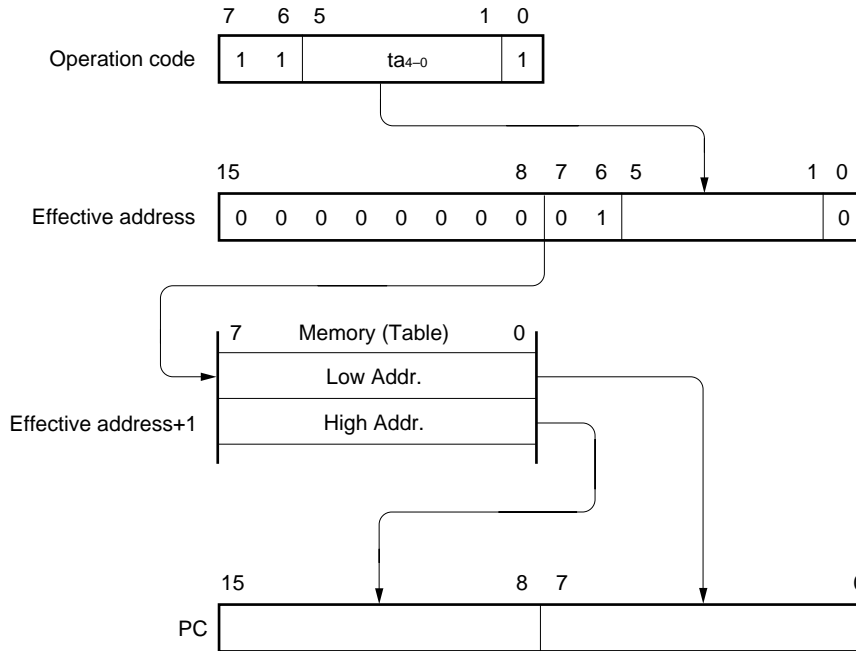 7 6 5 1 0
Operation code 1 1 ta4–0 1
15 8 7 6 5 1 0
Effective address 0 0 0 0 0 0 0 0 0 1 0
7 Memory (Table) 0
Low Addr.
Effective address+1 High Addr.
15 8 7
PC